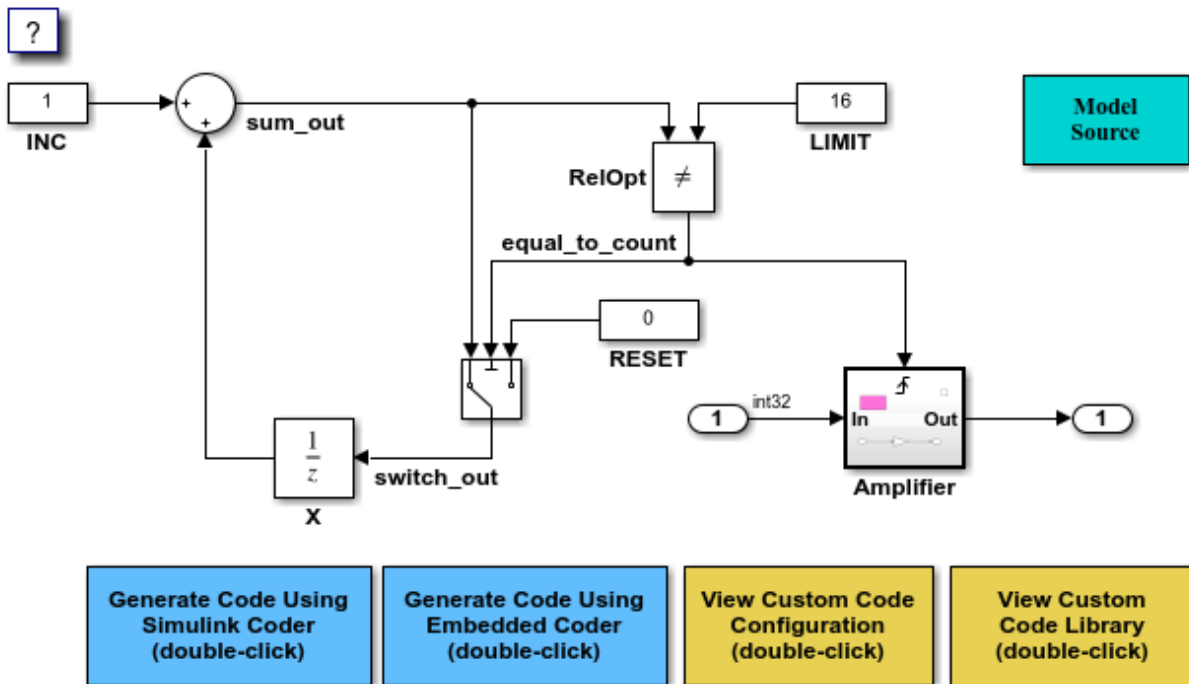 ?
1
INC
+
+
sum_out
16
LIMIT
Model
Source
RelOpt
≠
equal_to_count
0
RESET
1
int32
In
Out
1
Amplifier
1
z
X
switch_out
Generate Code Using
Simulink Coder
(double-click)
Generate Code Using
Embedded Coder
(double-click)
View Custom Code
Configuration
(double-click)
View Custom
Code Library
(double-click)